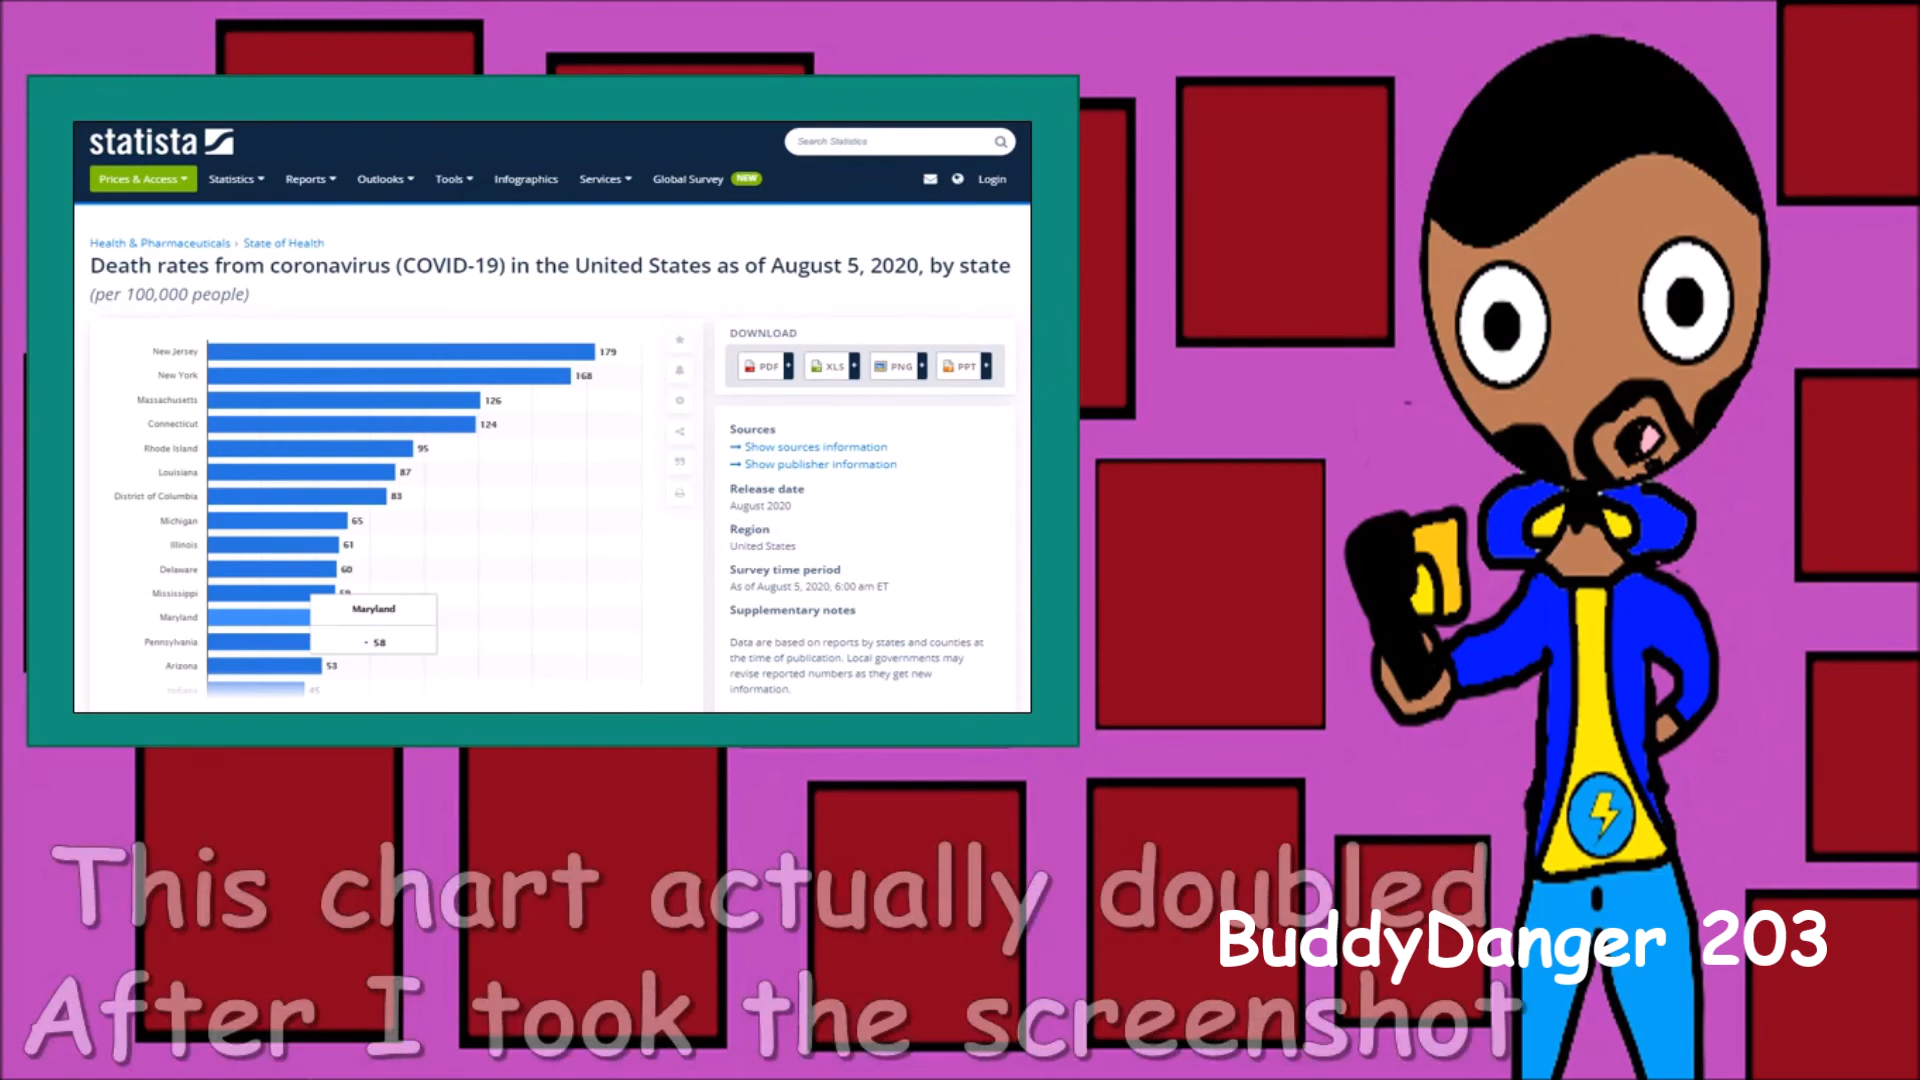 statista
Search Statistics
Prices & Access Statistics Reports Outlooks Tools Infographics Services Global Survey NEW Login
Health & Pharmaceuticals › State of Health
Death rates from coronavirus (COVID-19) in the United States as of August 5, 2020, by state
(per 100,000 people)
New Jersey 179
New York 168
Massachusetts 126
Connecticut 124
Rhode Island 95
Louisiana 87
District of Columbia 83
Michigan 65
Illinois 61
Delaware 60
Mississippi
Maryland
Pennsylvania
Arizona 53
Indiana 45
Maryland
- 58
DOWNLOAD
PDF + XLS + PNG + PPT +
Sources
→ Show sources information
→ Show publisher information
Release date
August 2020
Region
United States
Survey time period
As of August 5, 2020, 6:00 am ET
Supplementary notes
Data are based on reports by states and counties at
the time of publication. Local governments may
revise reported numbers as they get new
information.
This chart actually doubled
After I took the screenshot
BuddyDanger 203